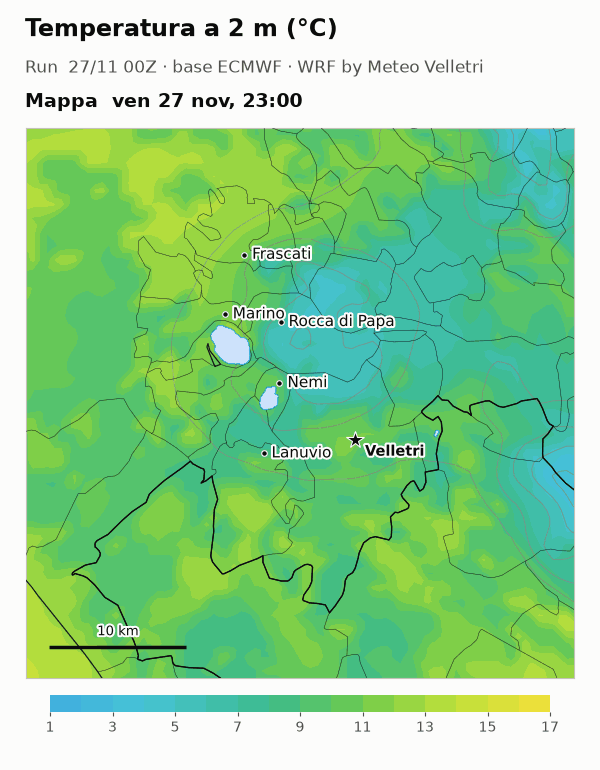 Temperatura a 2 m (°C)
Run  27/11 00Z · base ECMWF · WRF by Meteo Velletri
Mappa  ven 27 nov, 23:00
Frascati
Marino
Rocca di Papa
Nemi
Velletri
Lanuvio
10 km
1 3 5 7 9 11 13 15 17